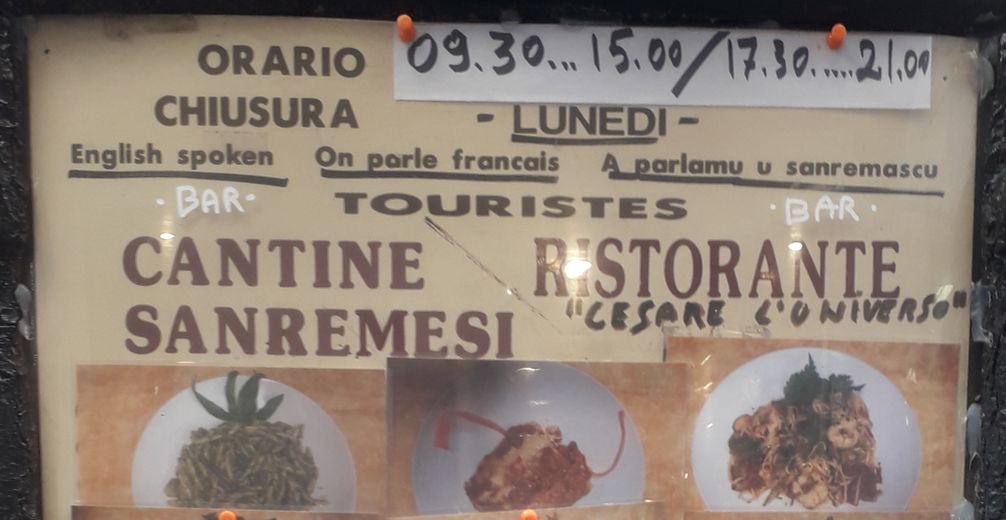 ORARIO 09.30... 15.00/17.30.....21.00
CHIUSURA - LUNEDI -
English spoken On parle francais A parlamu u sanremascu
·BAR· TOURISTES ·BAR·
CANTINE RISTORANTE
"CESARE L'UNIVERSO"
SANREMESI